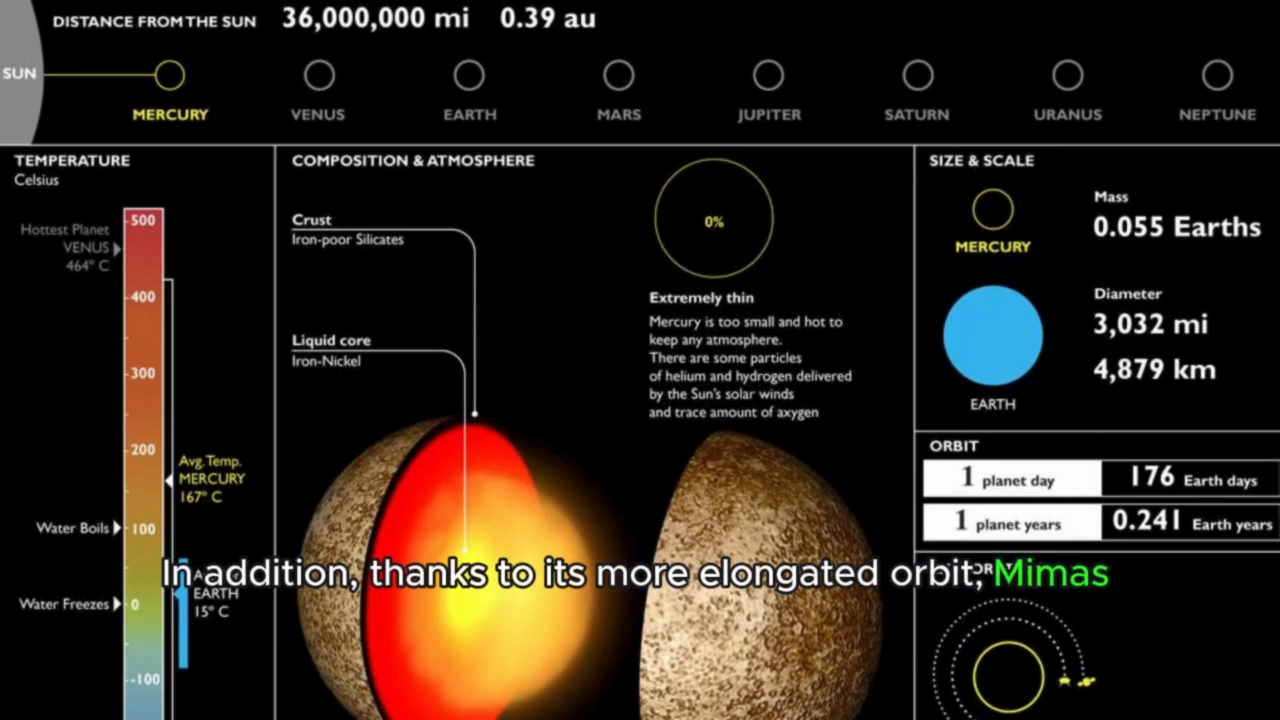 DISTANCE FROM THE SUN 36,000,000 mi 0.39 au
SUN
MERCURY VENUS EARTH MARS JUPITER SATURN URANUS NEPTUNE
TEMPERATURE
Celsius
Hottest Planet
VENUS
464° C
500
400
300
200
100
0
-100
Avg. Temp.
MERCURY
167° C
Water Boils
Water Freezes
EARTH
15° C
COMPOSITION & ATMOSPHERE
Crust
Iron-poor Silicates
Liquid core
Iron-Nickel
0%
Extremely thin
Mercury is too small and hot to
keep any atmosphere.
There are some particles
of helium and hydrogen delivered
by the Sun's solar winds
and trace amount of axygen
SIZE & SCALE
MERCURY
Mass
0.055 Earths
EARTH
Diameter
3,032 mi
4,879 km
ORBIT
1 planet day 176 Earth days
1 planet years 0.241 Earth years
In addition, thanks to its more elongated orbit, Mimas